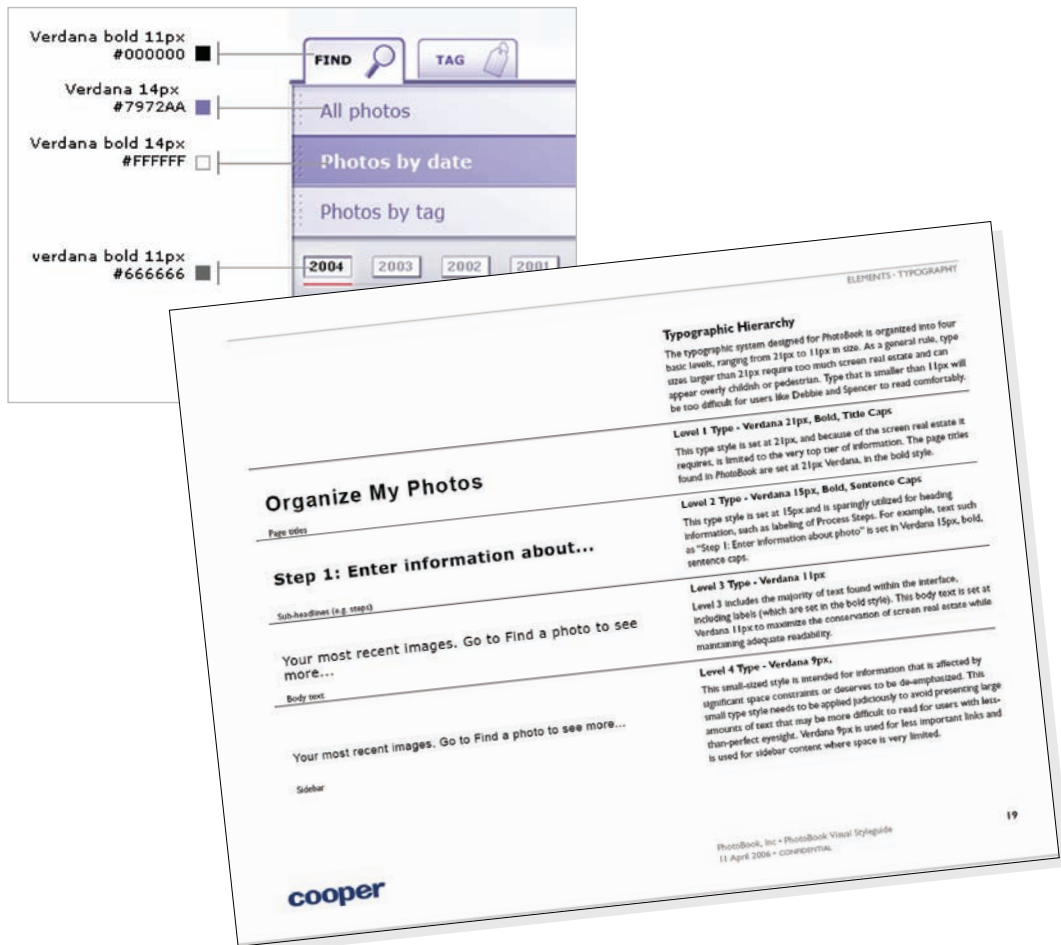 Verdana bold 11px
#000000
Verdana 14px
#7972AA
Verdana bold 14px
#FFFFFF
verdana bold 11px
#666666
FIND
TAG
All photos
Photos by date
Photos by tag
2004 2003 2002 2001
ELEMENTS • TYPOGRAPHY
Typographic Hierarchy
The typographic system designed for PhotoBook is organized into four
basic levels, ranging from 21px to 11px in size. As a general rule, type
sizes larger than 21px require too much screen real estate and can
appear overly childish or pedestrian. Type that is smaller than 11px will
be too difficult for users like Debbie and Spencer to read comfortably.
Organize My Photos
Page titles
Level 1 Type - Verdana 21px, Bold, Title Caps
This type style is set at 21px, and because of the screen real estate it
requires, is limited to the very top tier of information. The page titles
found in PhotoBook are set at 21px Verdana, in the bold style.
Step 1: Enter information about...
Sub-headlines (e.g. steps)
Level 2 Type - Verdana 15px, Bold, Sentence Caps
This type style is set at 15px and is sparingly utilized for heading
information, such as labeling of Process Steps. For example, text such
as "Step 1: Enter information about photo" is set in Verdana 15px, bold,
sentence caps.
Your most recent images. Go to Find a photo to see
more...
Body text
Level 3 Type - Verdana 11px
Level 3 includes the majority of text found within the interface,
including labels (which are set in the bold style). This body text is set at
Verdana 11px to maximize the conservation of screen real estate while
maintaining adequate readability.
Your most recent images. Go to Find a photo to see more...
Sidebar
Level 4 Type - Verdana 9px,
This small-sized style is intended for information that is affected by
significant space constraints or deserves to be de-emphasized. This
small type style needs to be applied judiciously to avoid presenting large
amounts of text that may be more difficult to read for users with less-
than-perfect eyesight. Verdana 9px is used for less important links and
is used for sidebar content where space is very limited.
cooper
PhotoBook, Inc • PhotoBook Visual Styleguide
11 April 2006 • CONFIDENTIAL
19